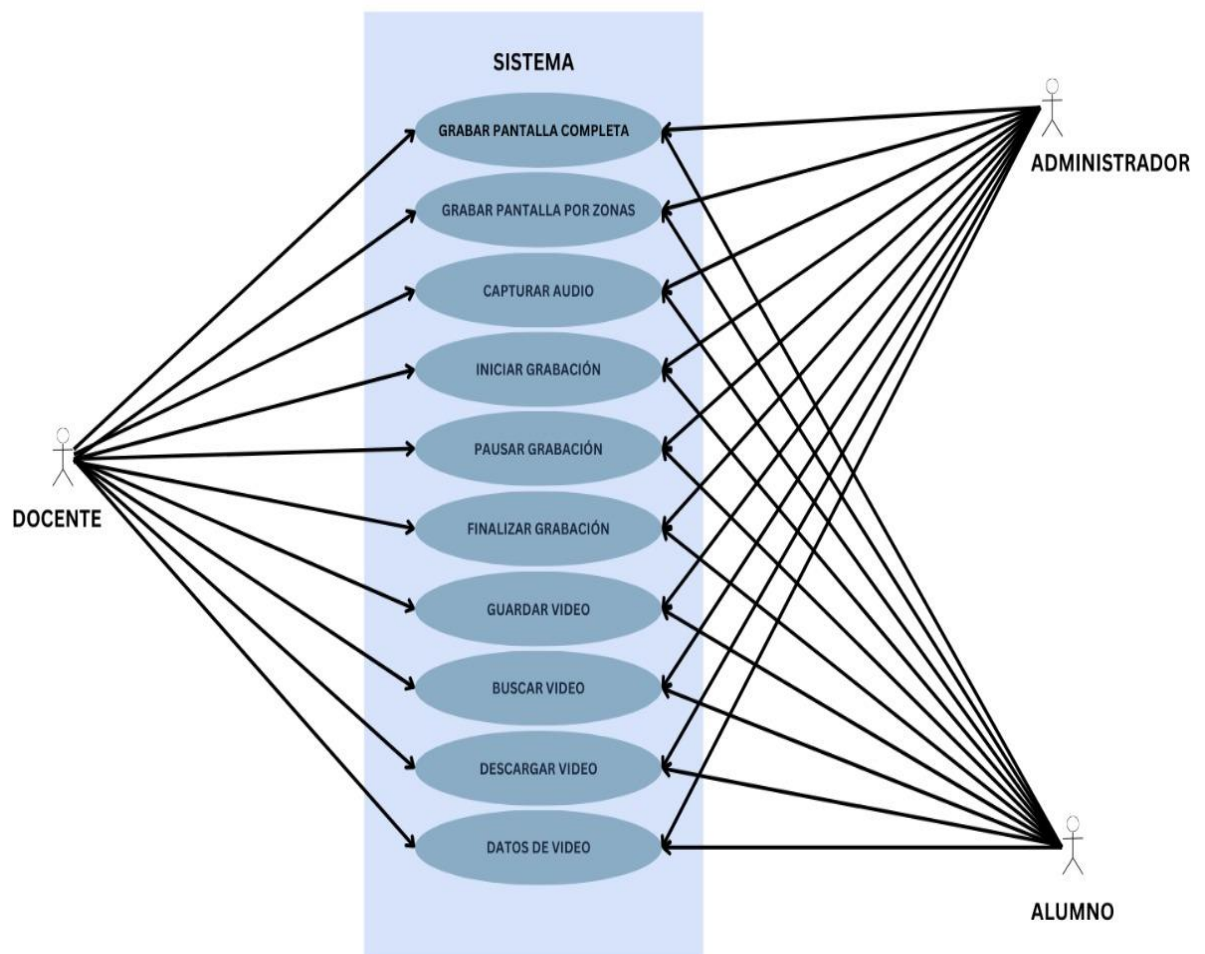 SISTEMA
GRABAR PANTALLA COMPLETA
GRABAR PANTALLA POR ZONAS
CAPTURAR AUDIO
INICIAR GRABACIÓN
PAUSAR GRABACIÓN
FINALIZAR GRABACIÓN
GUARDAR VIDEO
BUSCAR VIDEO
DESCARGAR VIDEO
DATOS DE VIDEO
DOCENTE
ADMINISTRADOR
ALUMNO